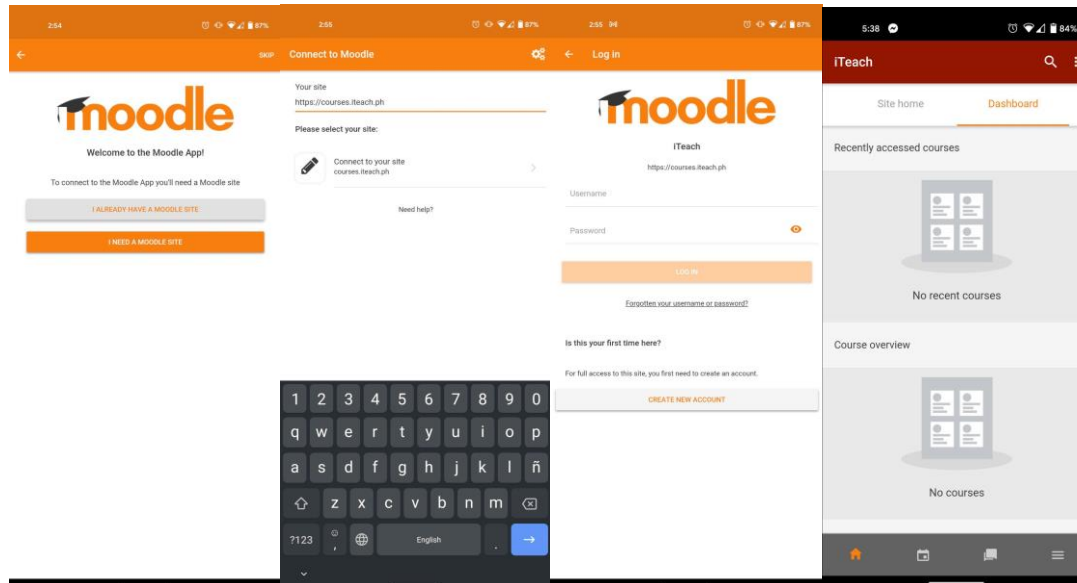 2:54
87%
SKIP
moodle
Welcome to the Moodle App!
To connect to the Moodle App you'll need a Moodle site
I ALREADY HAVE A MOODLE SITE
I NEED A MOODLE SITE
2:55
87%
Connect to Moodle
Your site
https://courses.iteach.ph
Please select your site:
Connect to your site
courses.iteach.ph
Need help?
1 2 3 4 5 6 7 8 9 0
q w e r t y u i o p
a s d f g h j k l ñ
z x c v b n m
?123 , English .
2:55
87%
Log in
moodle
iTeach
https://courses.iteach.ph
Username
Password
LOG IN
Forgotten your username or password?
Is this your first time here?
For full access to this site, you first need to create an account.
CREATE NEW ACCOUNT
5:38
84%
iTeach
Site home Dashboard
Recently accessed courses
No recent courses
Course overview
No courses